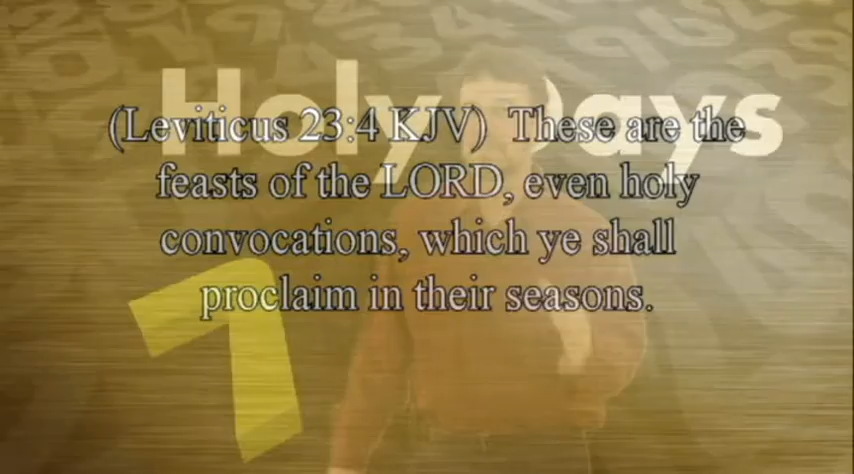 Holy Days
(Leviticus 23:4 KJV) These are the
feasts of the LORD, even holy
convocations, which ye shall
proclaim in their seasons.
7